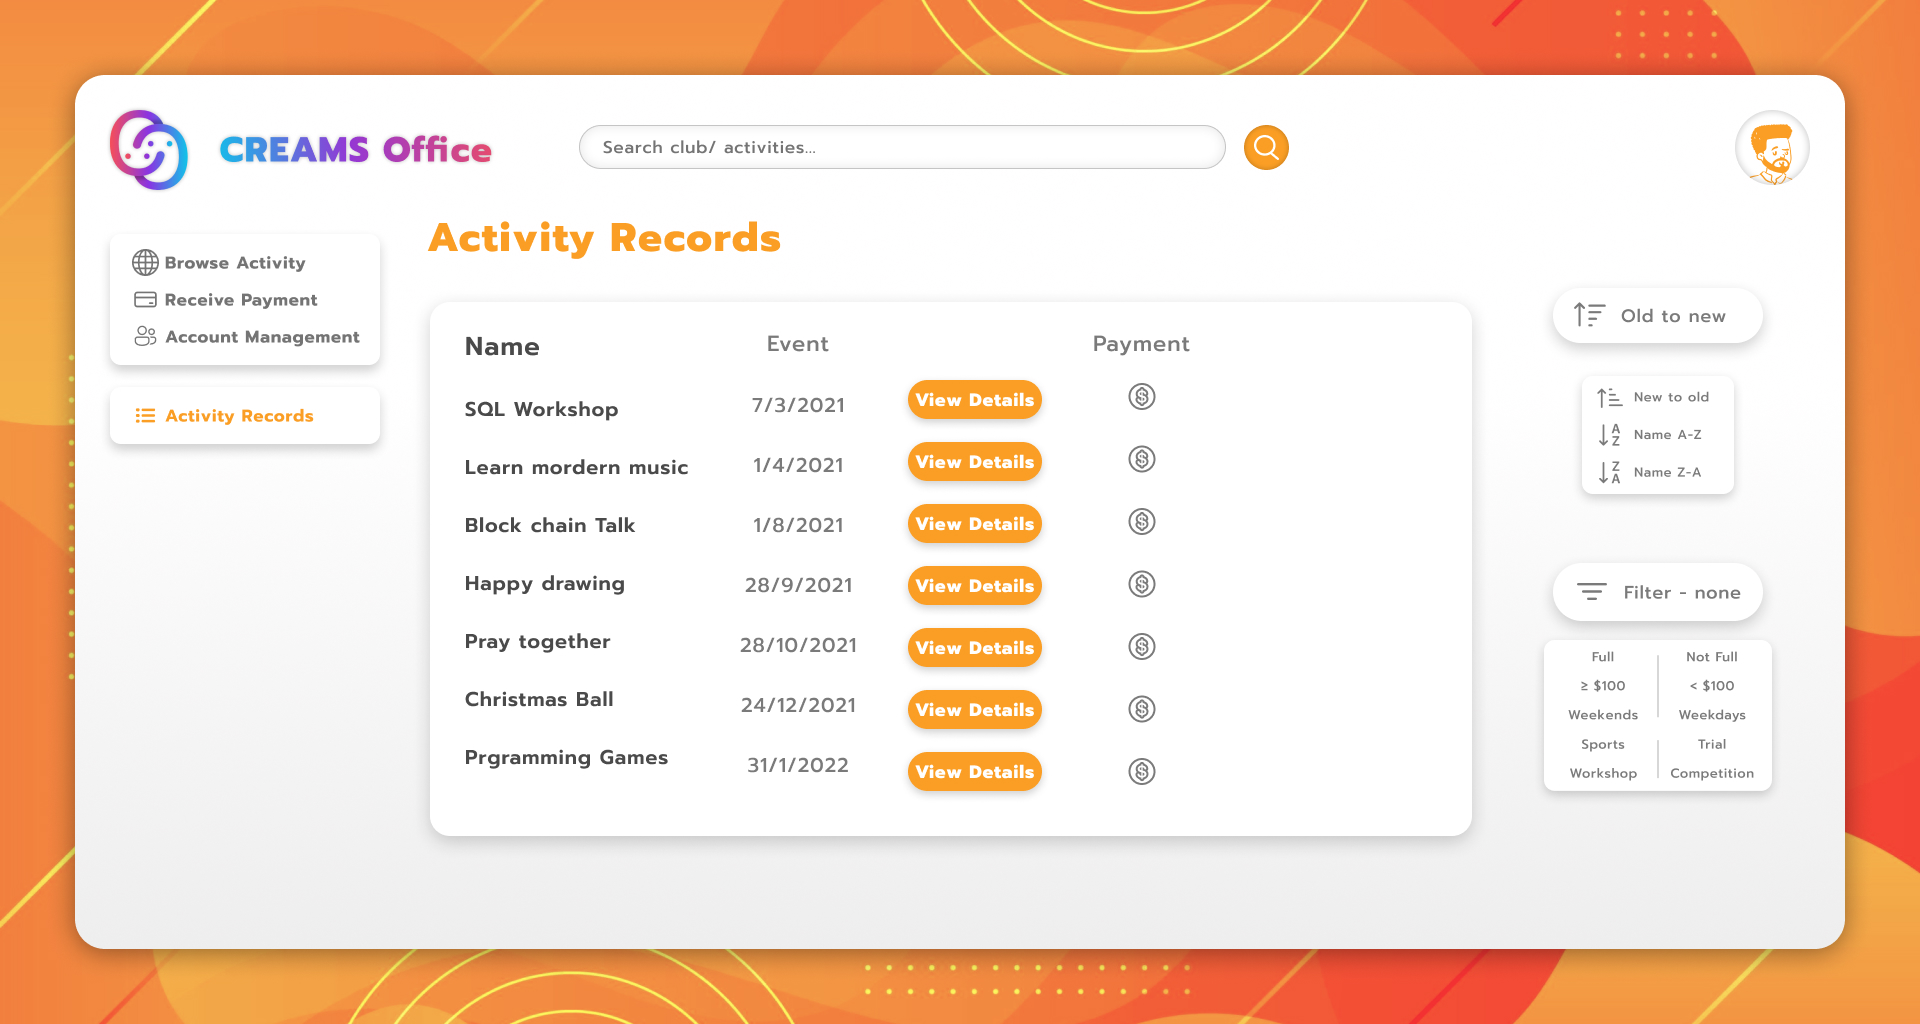 CREAMS Office
Search club/ activities...
Browse Activity
Receive Payment
Account Management
Activity Records
Activity Records
Name Event Payment
SQL Workshop 7/3/2021 View Details
Learn mordern music 1/4/2021 View Details
Block chain Talk 1/8/2021 View Details
Happy drawing 28/9/2021 View Details
Pray together 28/10/2021 View Details
Christmas Ball 24/12/2021 View Details
Prgramming Games 31/1/2022 View Details
Old to new
New to old
A Z Name A-Z
Z A Name Z-A
Filter - none
Full Not Full
≥ $100 < $100
Weekends Weekdays
Sports Trial
Workshop Competition